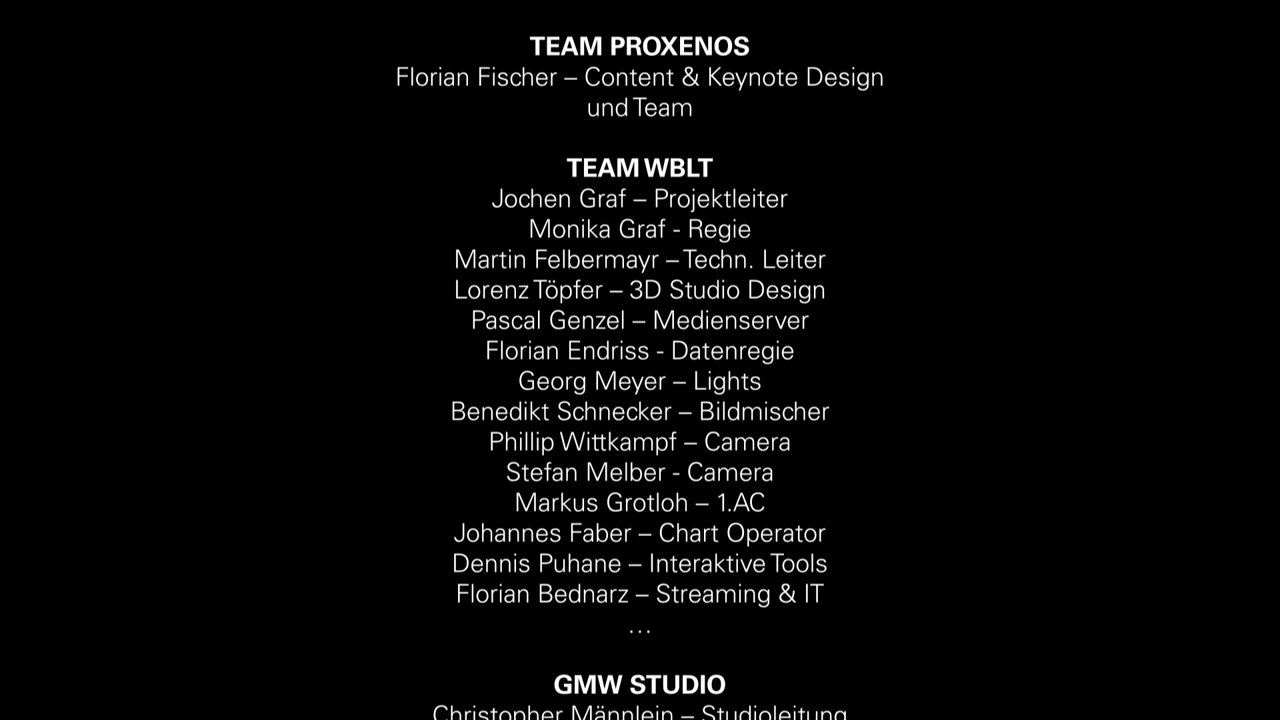 TEAM PROXENOS
Florian Fischer – Content & Keynote Design
und Team
TEAM WBLT
Jochen Graf – Projektleiter
Monika Graf - Regie
Martin Felbermayr – Techn. Leiter
Lorenz Töpfer – 3D Studio Design
Pascal Genzel – Medienserver
Florian Endriss - Datenregie
Georg Meyer – Lights
Benedikt Schnecker – Bildmischer
Phillip Wittkampf – Camera
Stefan Melber - Camera
Markus Grotloh – 1.AC
Johannes Faber – Chart Operator
Dennis Puhane – Interaktive Tools
Florian Bednarz – Streaming & IT
...
GMW STUDIO
Christopher Männlein – Studioleitung